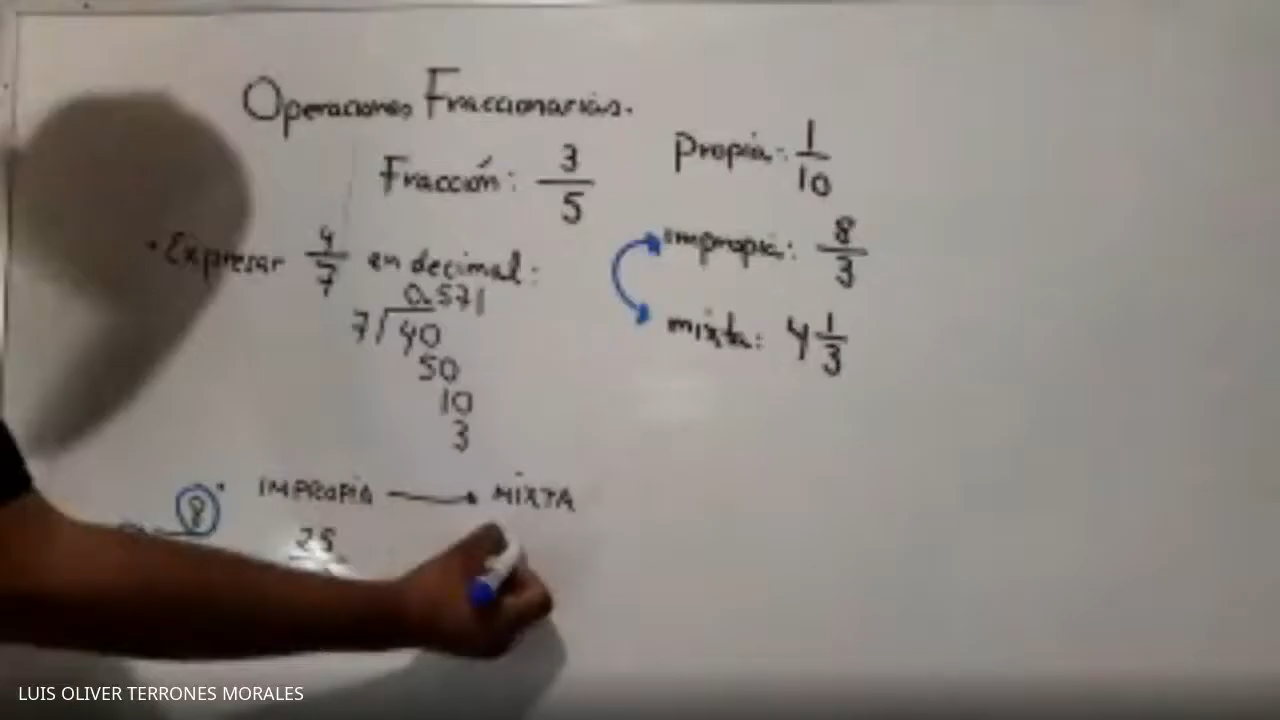 Operaciones Fraccionarias.
Fracción: 3/5
• Expresar 4/7 en decimal:
0.571
7 40
50
10
3
Propia: 1/10
impropia: 8/3
mixta: 4 1/3
8
IMPROPIA → MIXTA
25
LUIS OLIVER TERRONES MORALES